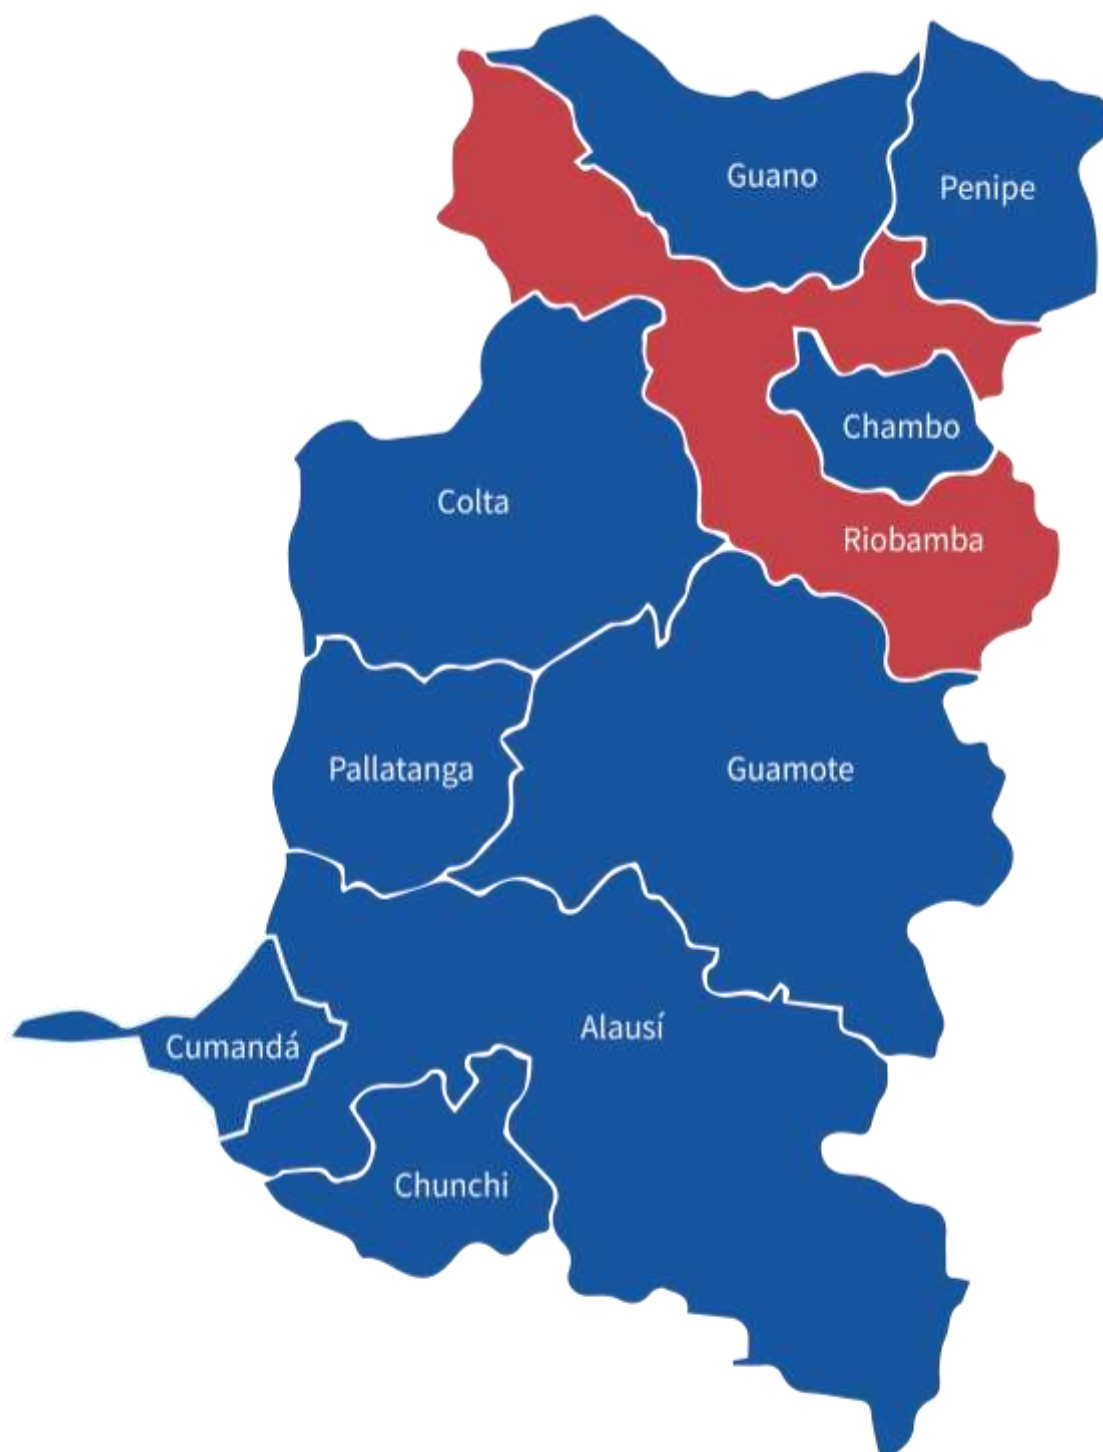 Guano
Penipe
Chambo
Colta
Riobamba
Pallatanga
Guamote
Alausí
Cumandá
Chunchi